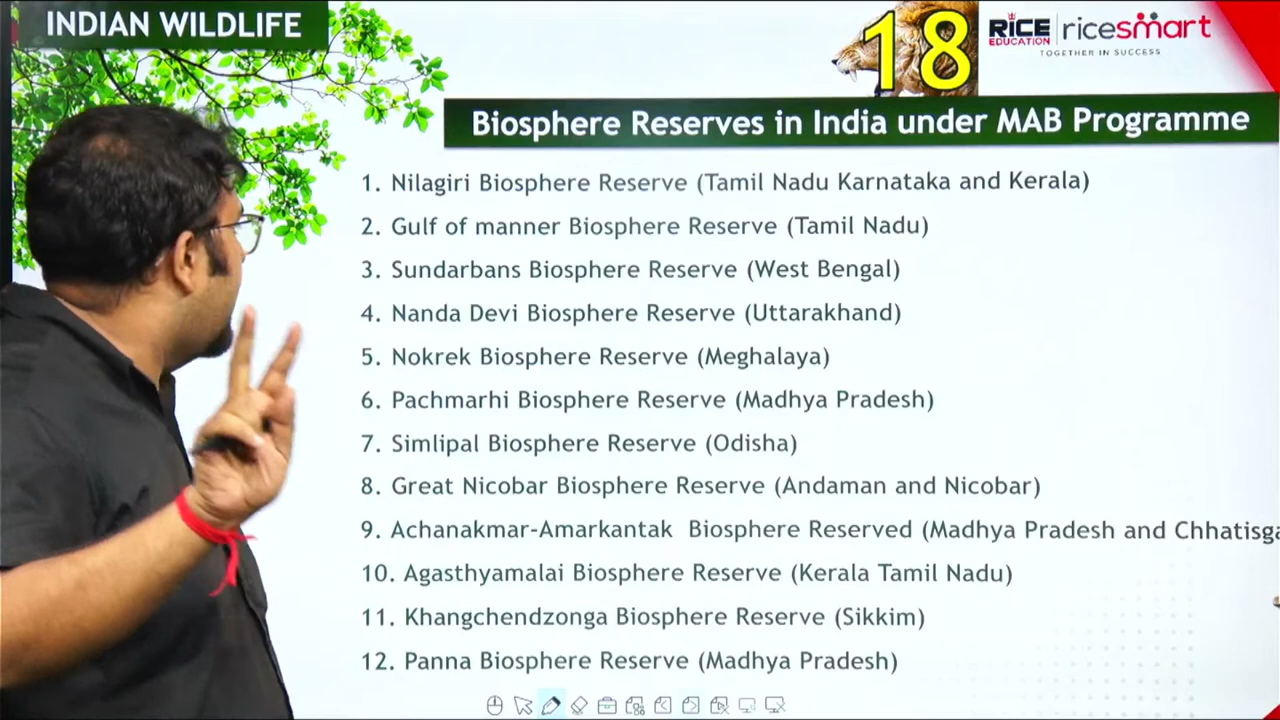 INDIAN WILDLIFE
18
RICE EDUCATION
ricesmart
TOGETHER IN SUCCESS
Biosphere Reserves in India under MAB Programme
1. Nilagiri Biosphere Reserve (Tamil Nadu Karnataka and Kerala)
2. Gulf of manner Biosphere Reserve (Tamil Nadu)
3. Sundarbans Biosphere Reserve (West Bengal)
4. Nanda Devi Biosphere Reserve (Uttarakhand)
5. Nokrek Biosphere Reserve (Meghalaya)
6. Pachmarhi Biosphere Reserve (Madhya Pradesh)
7. Simlipal Biosphere Reserve (Odisha)
8. Great Nicobar Biosphere Reserve (Andaman and Nicobar)
9. Achanakmar-Amarkantak Biosphere Reserved (Madhya Pradesh and Chhatisga
10. Agasthyamalai Biosphere Reserve (Kerala Tamil Nadu)
11. Khangchendzonga Biosphere Reserve (Sikkim)
12. Panna Biosphere Reserve (Madhya Pradesh)